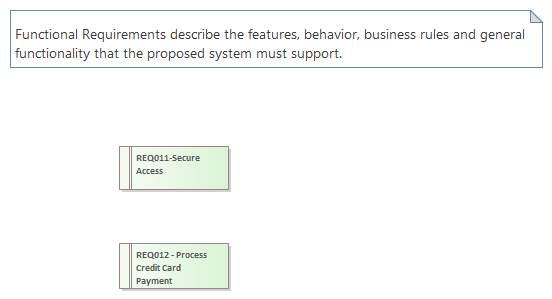 Functional Requirements describe the features, behavior, business rules and general
functionality that the proposed system must support.
REQ011-Secure
Access
REQ012 - Process
Credit Card
Payment